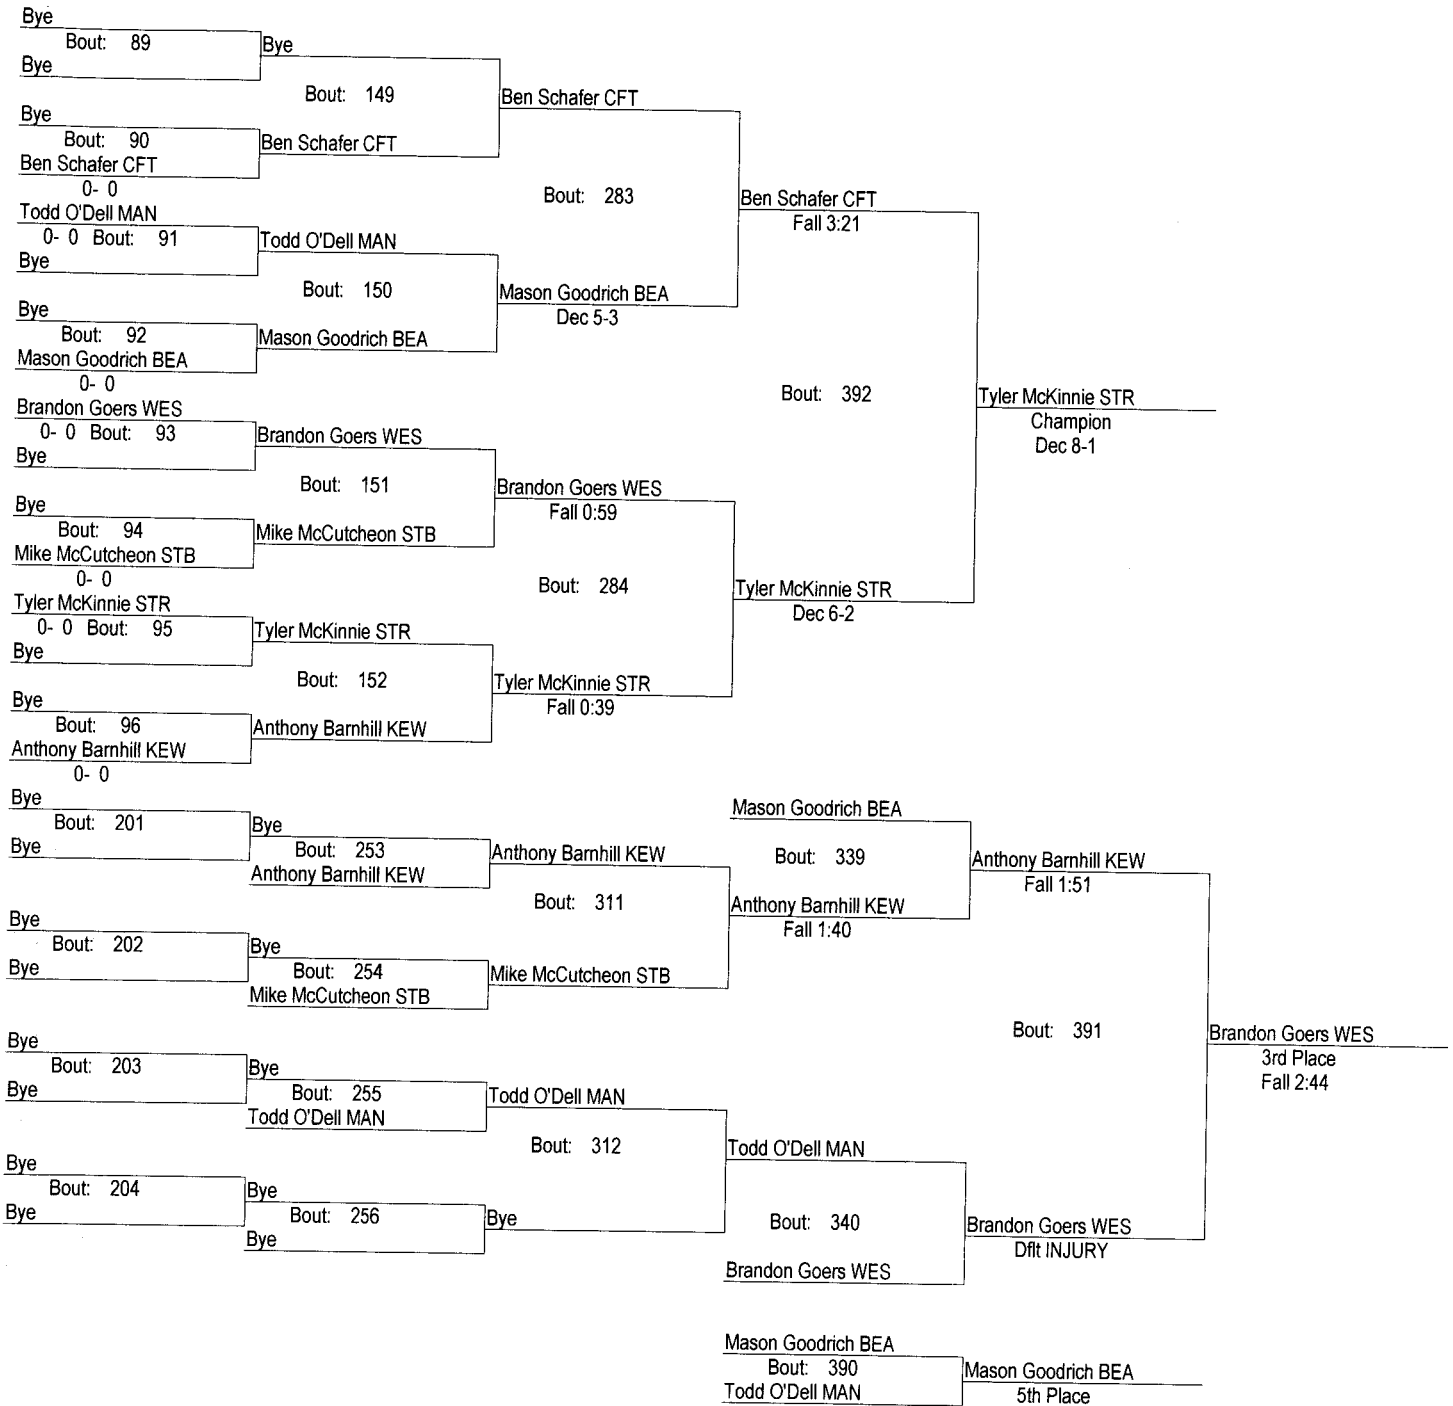 Bye
Bout: 89
Bye
Bye
Bout: 149
Ben Schafer CFT
Bye
Bout: 90
Ben Schafer CFT
Ben Schafer CFT
0- 0
Bout: 283
Ben Schafer CFT
Fall 3:21
Todd O'Dell MAN
0- 0 Bout: 91
Todd O'Dell MAN
Bye
Bout: 150
Mason Goodrich BEA
Dec 5-3
Bye
Bout: 92
Mason Goodrich BEA
Mason Goodrich BEA
0- 0
Bout: 392
Tyler McKinnie STR
Champion
Dec 8-1
Brandon Goers WES
0- 0 Bout: 93
Brandon Goers WES
Bye
Bout: 151
Brandon Goers WES
Fall 0:59
Bye
Bout: 94
Mike McCutcheon STB
Mike McCutcheon STB
0- 0
Bout: 284
Tyler McKinnie STR
Dec 6-2
Tyler McKinnie STR
0- 0 Bout: 95
Tyler McKinnie STR
Bye
Bout: 152
Tyler McKinnie STR
Fall 0:39
Bye
Bout: 96
Anthony Barnhill KEW
Anthony Barnhill KEW
0- 0
Bye
Bout: 201
Bye
Bye
Bout: 253
Anthony Barnhill KEW
Anthony Barnhill KEW
Mason Goodrich BEA
Bout: 339
Anthony Barnhill KEW
Fall 1:51
Bout: 311
Anthony Barnhill KEW
Fall 1:40
Bye
Bout: 202
Bye
Bye
Bout: 254
Mike McCutcheon STB
Mike McCutcheon STB
Bout: 391
Brandon Goers WES
3rd Place
Fall 2:44
Bye
Bout: 203
Bye
Bye
Bout: 255
Todd O'Dell MAN
Todd O'Dell MAN
Bout: 312
Todd O'Dell MAN
Bye
Bout: 204
Bye
Bye
Bout: 256
Bye
Bye
Bout: 340
Brandon Goers WES
Dflt INJURY
Brandon Goers WES
Mason Goodrich BEA
Bout: 390
Todd O'Dell MAN
Mason Goodrich BEA
5th Place